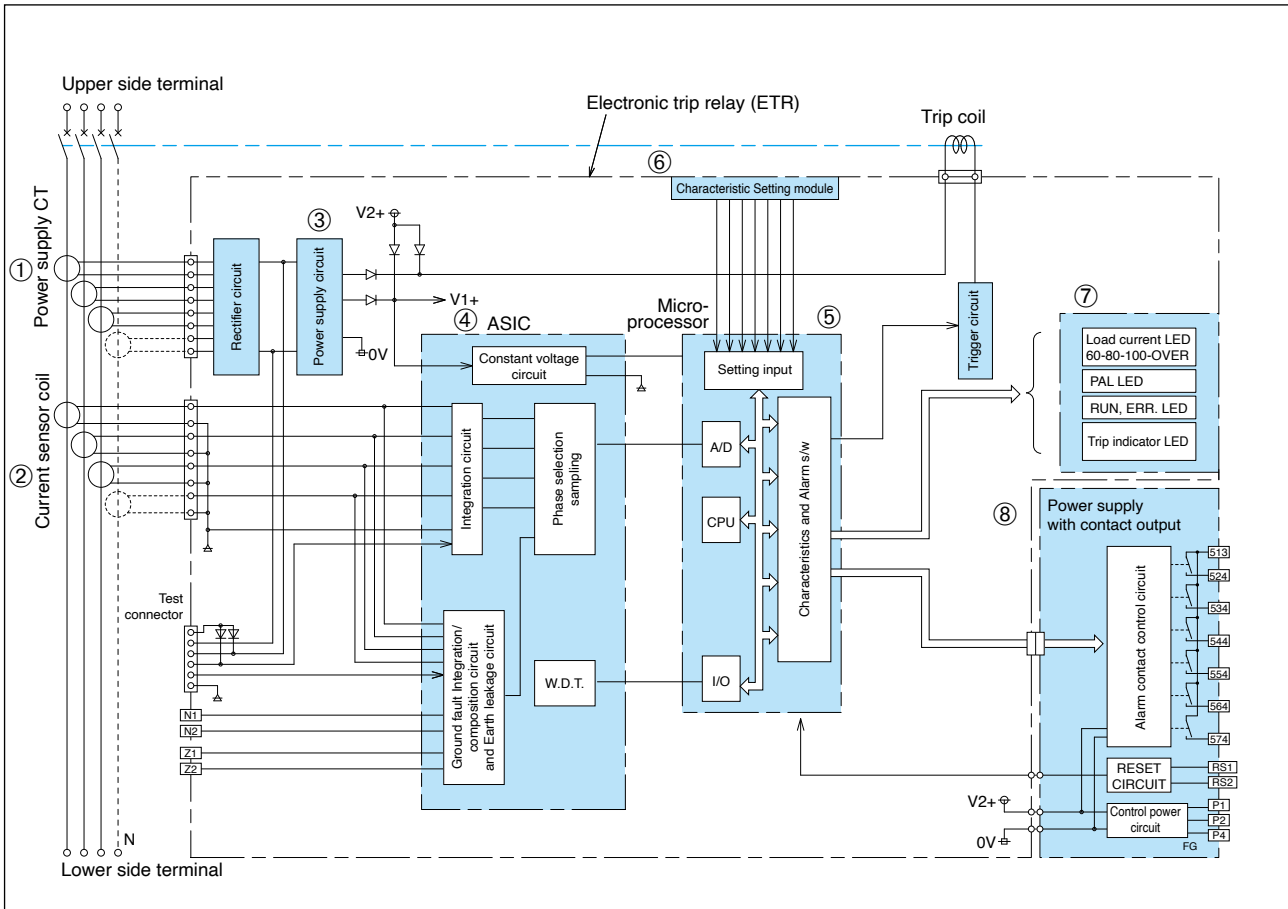 Upper side terminal
Electronic trip relay (ETR)
Trip coil
⑥
Characteristic Setting module
① Power supply CT
Rectifier circuit
③
Power supply circuit
V2+
V1+
0V
④ ASIC
Constant voltage
circuit
Micro-
processor
⑤
Setting input
Trigger circuit
⑦
Load current LED
60-80-100-OVER
PAL LED
RUN, ERR. LED
Trip indicator LED
② Current sensor coil
Integration circuit
Phase selection
sampling
A/D
CPU
I/O
Characteristics and Alarm s/w
Test
connector
Ground fault Integration/
composition circuit
and Earth leakage circuit
W.D.T.
N1
N2
Z1
Z2
⑧
Power supply
with contact output
Alarm contact control circuit
513
524
534
544
554
564
574
RESET
CIRCUIT
RS1
RS2
V2+
0V
Control power
circuit
P1
P2
P4
FG
N
Lower side terminal